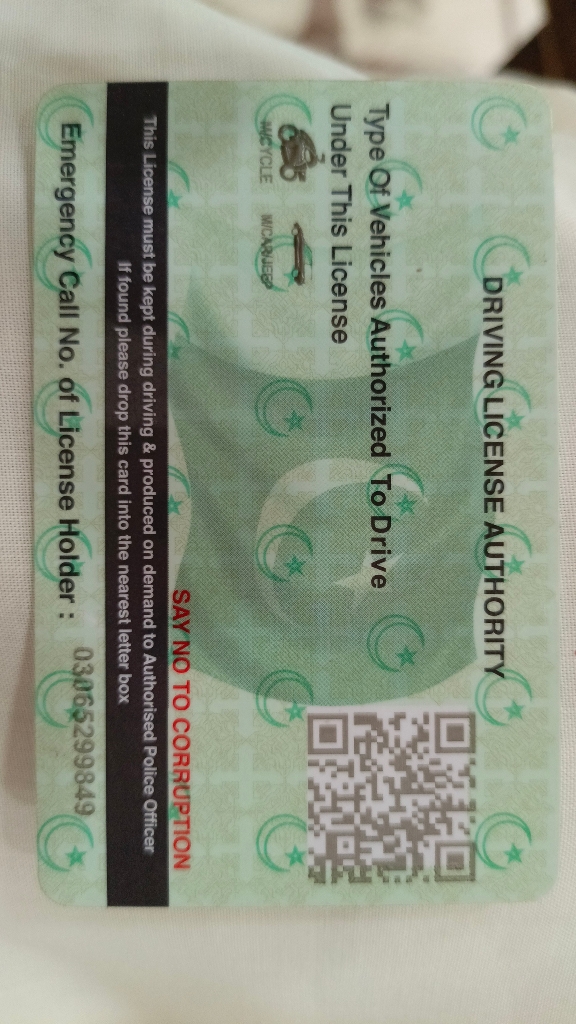 DRIVING LICENSE AUTHORITY
Type Of Vehicles Authorized To Drive
Under This License
M/CYCLE M/CAR/JEEP
SAY NO TO CORRUPTION
This License must be kept during driving & produced on demand to Authorised Police Officer
If found please drop this card into the nearest letter box
Emergency Call No. of License Holder : 03065299849